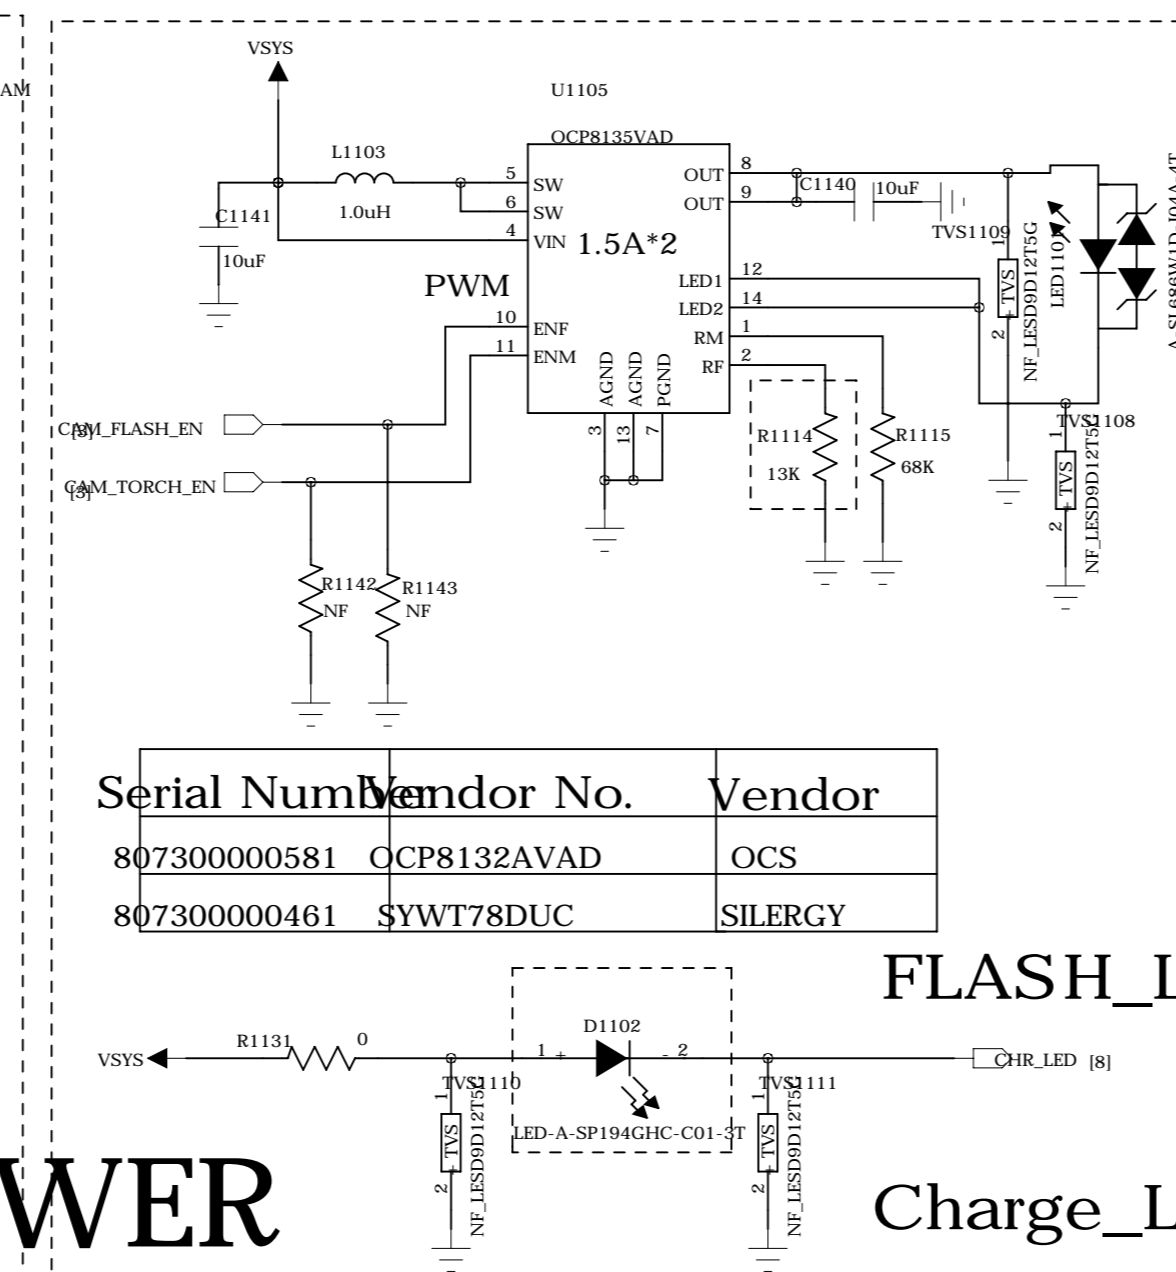 AM
VSYS
U1105
OCP8135VAD
L1103
1.0uH
C1141
10uF
5
6
4
SW
SW
VIN
1.5A*2
PWM
10
11
ENF
ENM
OUT
OUT
LED1
LED2
RM
RF
8
9
12
14
1
2
AGND
AGND
PGND
3
13
7
C1140
10uF
TVS1109
1
TVS
+
2
NF_LESD9D12T5G
LED1101
TVS1108
1
TVS
+
2
NF_LESD9D12T5G
CAM_FLASH_EN
[3]
CAM_TORCH_EN
[3]
R1114
13K
R1115
68K
R1142
NF
R1143
NF
Serial Number Vendor No. Vendor
807300000581 OCP8132AVAD OCS
807300000461 SYWT78DUC SILERGY
FLASH_L
VSYS
R1131
0
D1102
1 +
- 2
LED-A-SP194GHC-C01-3T
CHR_LED [8]
TVS1110
1
TVS
+
2
NF_LESD9D12T5G
TVS1111
1
TVS
+
2
NF_LESD9D12T5G
WER
Charge_L